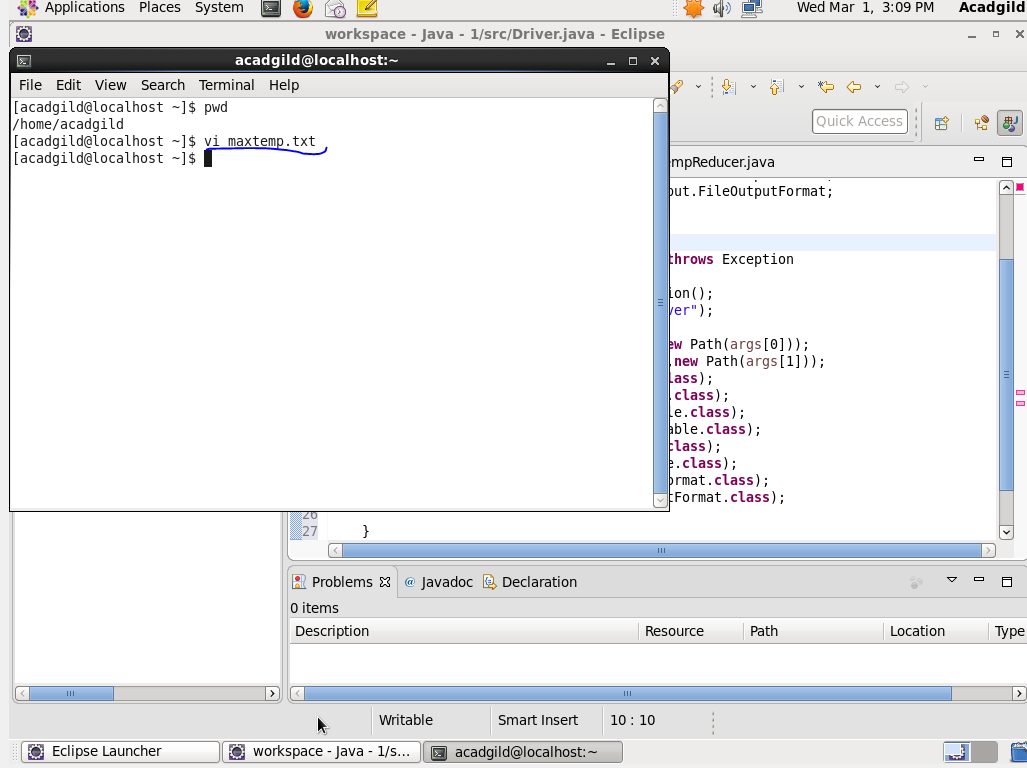 Applications Places System Wed Mar 1, 3:09 PM Acadgild
workspace - Java - 1/src/Driver.java - Eclipse
acadgild@localhost:~
File Edit View Search Terminal Help
[acadgild@localhost ~]$ pwd
/home/acadgild
[acadgild@localhost ~]$ vi maxtemp.txt
[acadgild@localhost ~]$
Quick Access
empReducer.java
put.FileOutputFormat;
throws Exception
ion();
ver");
ew Path(args[0]));
new Path(args[1]));
lass);
.class);
le.class);
able.class);
class);
e.class);
ormat.class);
tFormat.class);
26
27 }
Problems @ Javadoc Declaration
0 items
Description Resource Path Location Type
Writable Smart Insert 10 : 10
Eclipse Launcher workspace - Java - 1/s... acadgild@localhost:~